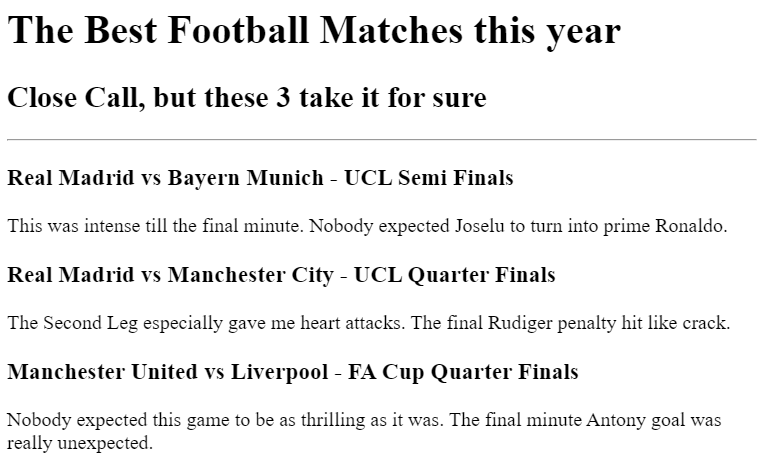 The Best Football Matches this year
Close Call, but these 3 take it for sure
Real Madrid vs Bayern Munich - UCL Semi Finals
This was intense till the final minute. Nobody expected Joselu to turn into prime Ronaldo.
Real Madrid vs Manchester City - UCL Quarter Finals
The Second Leg especially gave me heart attacks. The final Rudiger penalty hit like crack.
Manchester United vs Liverpool - FA Cup Quarter Finals
Nobody expected this game to be as thrilling as it was. The final minute Antony goal was
really unexpected.